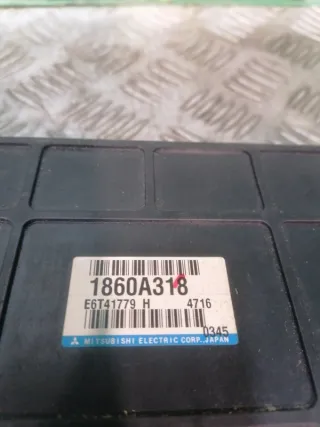 1860A318
E6T41779 H 4716
0345
MITSUBISHI ELECTRIC CORP. JAPAN